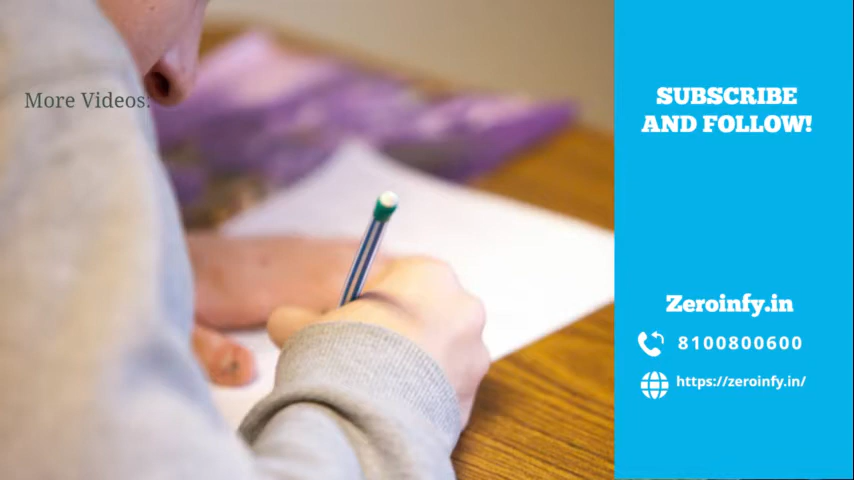 More Videos:
SUBSCRIBE
AND FOLLOW!
Zeroinfy.in
8100800600
https://zeroinfy.in/